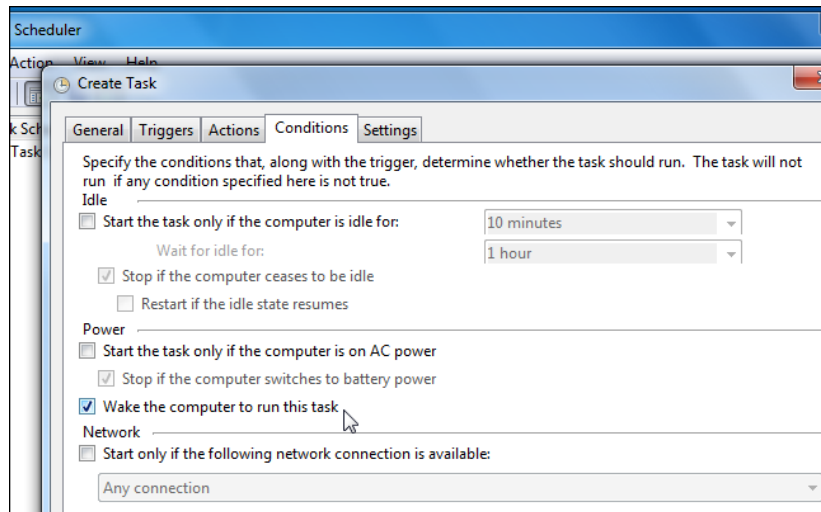 Scheduler
Action View Help
Create Task
k Sch
Task
General Triggers Actions Conditions Settings
Specify the conditions that, along with the trigger, determine whether the task should run. The task will not
run if any condition specified here is not true.
Idle
Start the task only if the computer is idle for:
10 minutes
Wait for idle for:
1 hour
Stop if the computer ceases to be idle
Restart if the idle state resumes
Power
Start the task only if the computer is on AC power
Stop if the computer switches to battery power
Wake the computer to run this task
Network
Start only if the following network connection is available:
Any connection